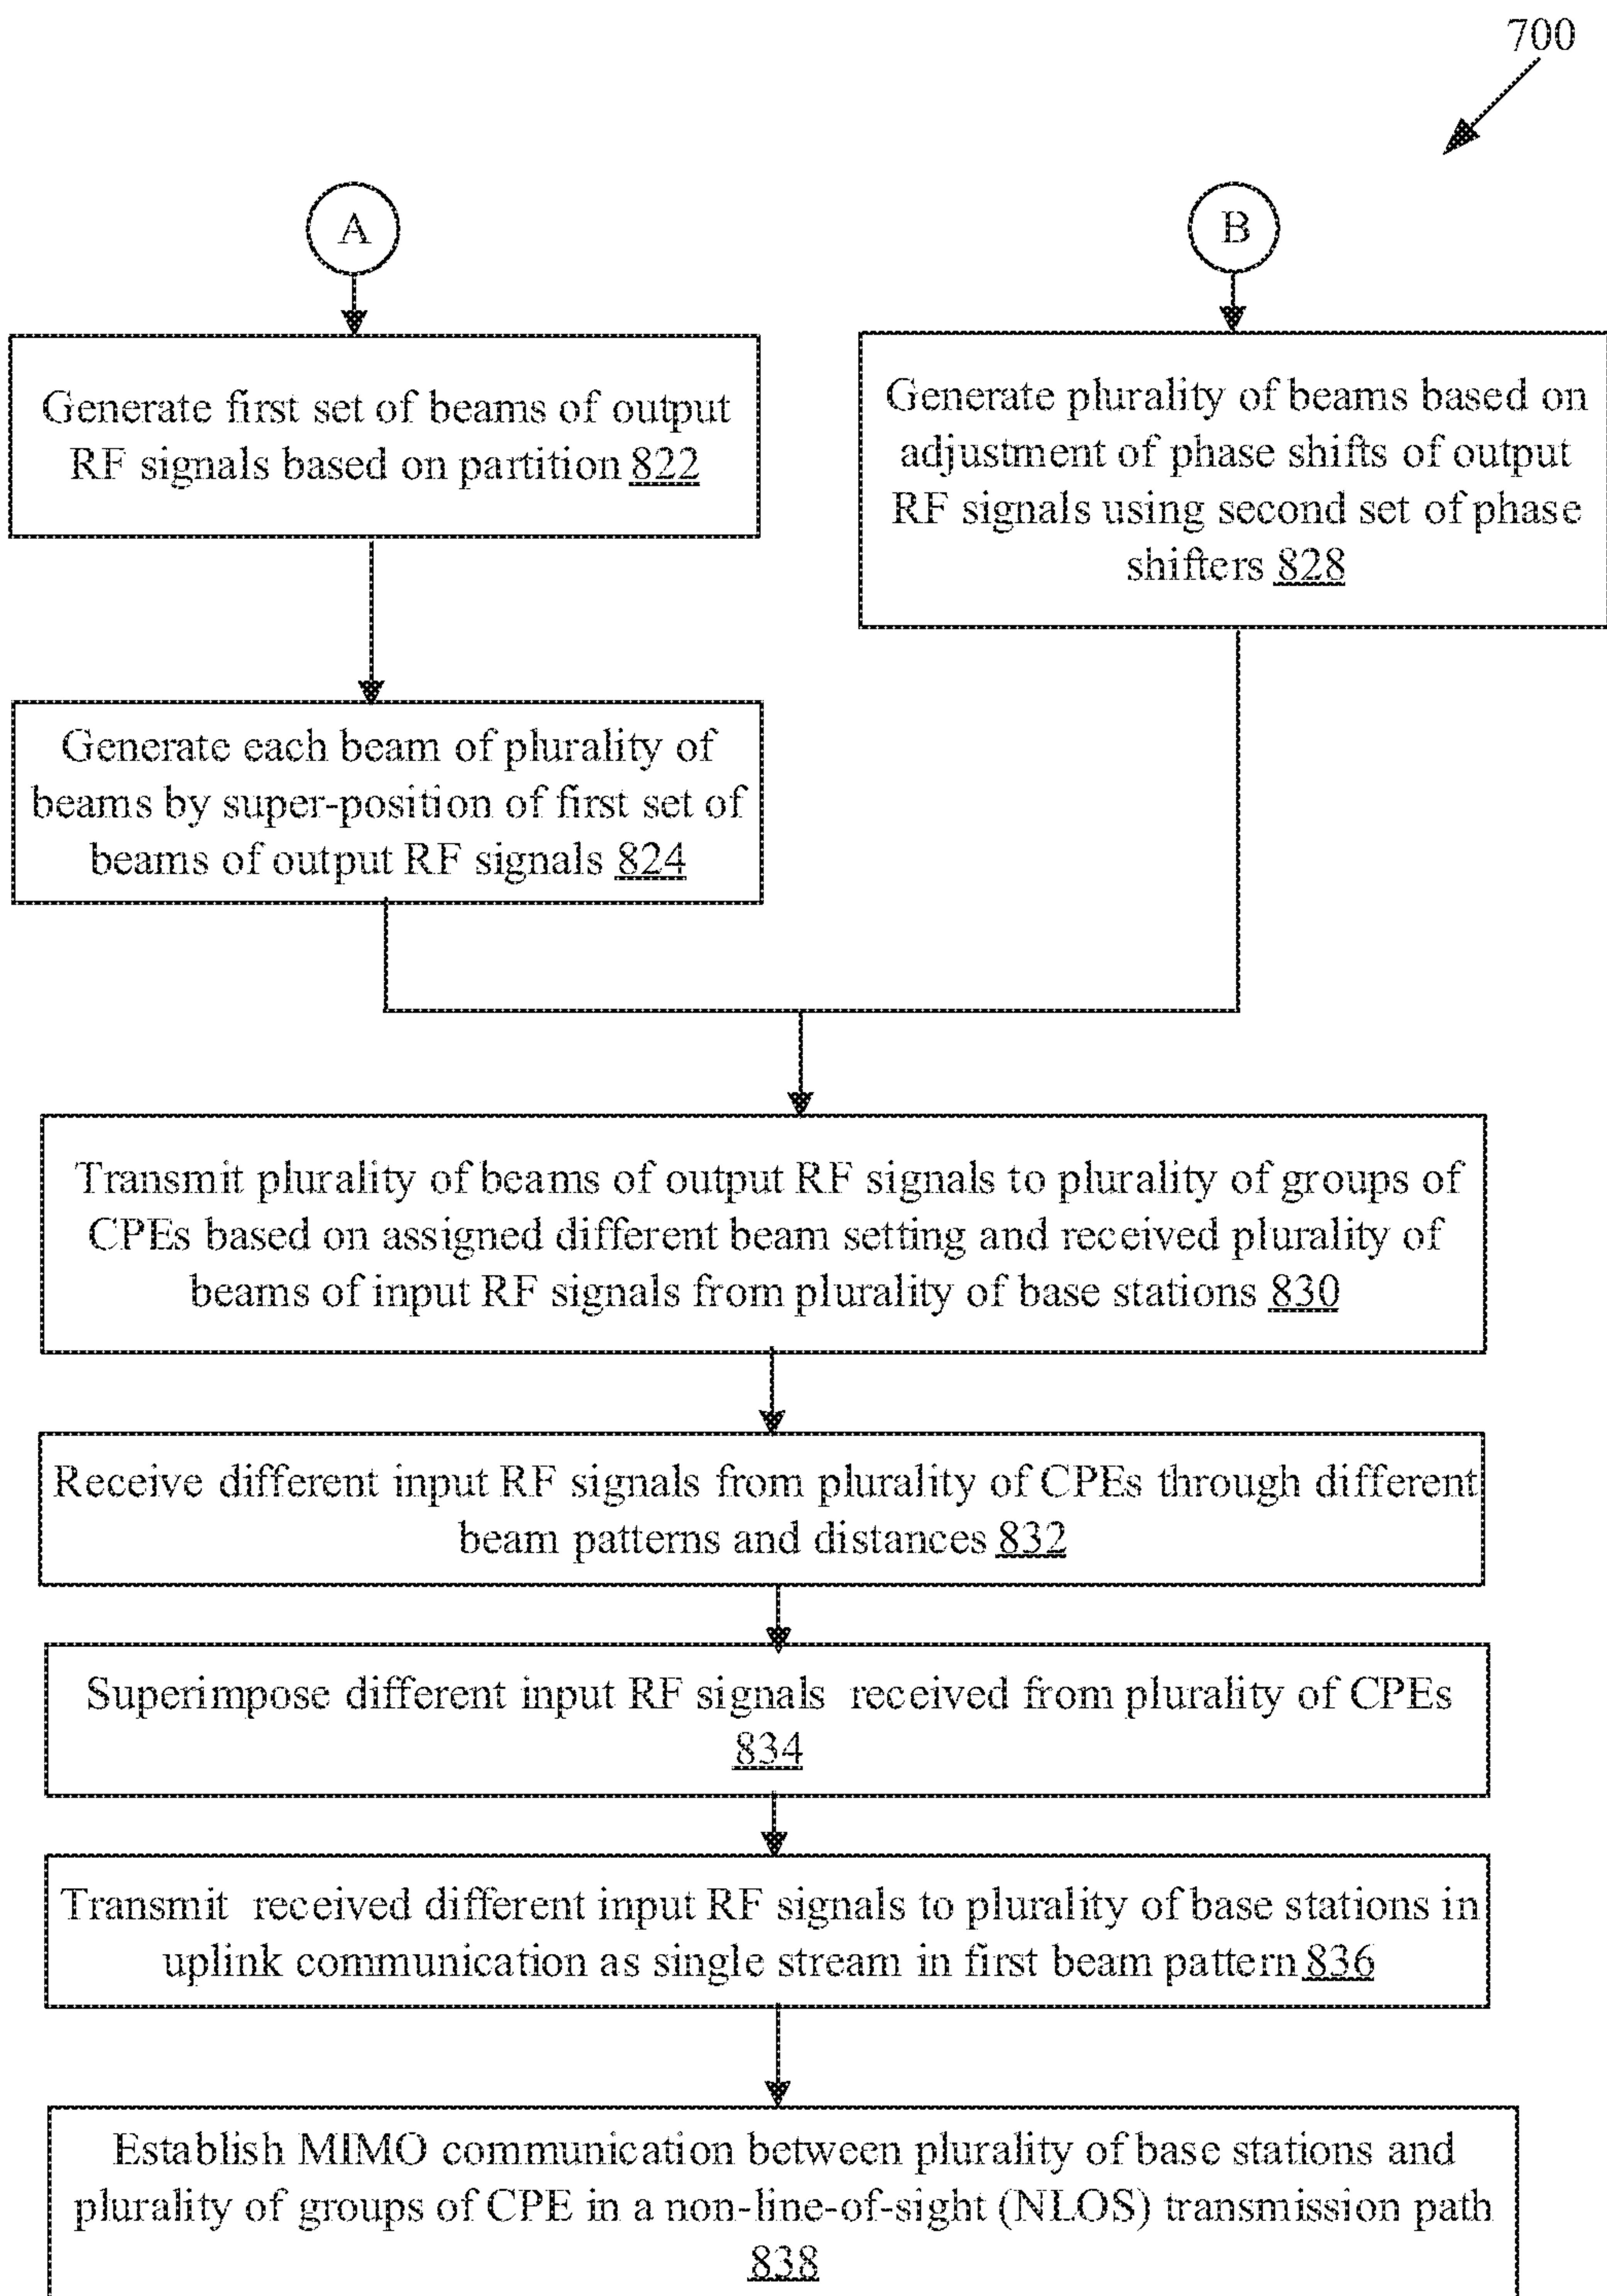 700
A
B
Generate first set of beams of output
RF signals based on partition 822
Generate plurality of beams based on
adjustment of phase shifts of output
RF signals using second set of phase
shifters 828
Generate each beam of plurality of
beams by super-position of first set of
beams of output RF signals 824
Transmit plurality of beams of output RF signals to plurality of groups of
CPEs based on assigned different beam setting and received plurality of
beams of input RF signals from plurality of base stations 830
Receive different input RF signals from plurality of CPEs through different
beam patterns and distances 832
Superimpose different input RF signals received from plurality of CPEs
834
Transmit received different input RF signals to plurality of base stations in
uplink communication as single stream in first beam pattern 836
Establish MIMO communication between plurality of base stations and
plurality of groups of CPE in a non-line-of-sight (NLOS) transmission path
838